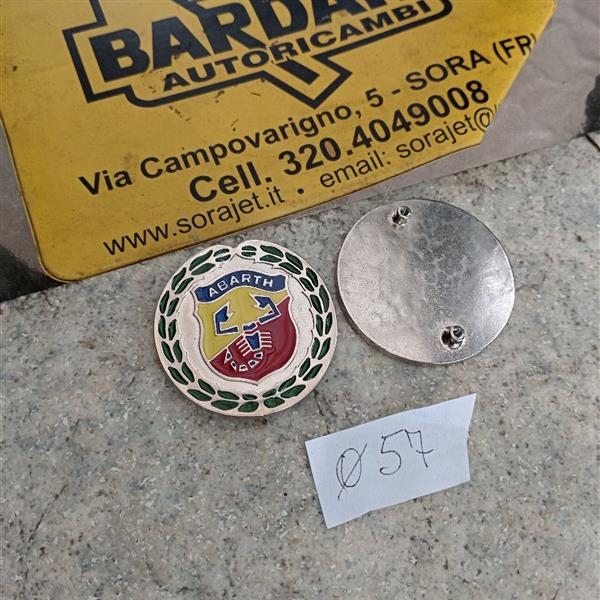 BARDA
AUTORICAMBI
Via Campovarigno, 5 - SORA (FR)
Cell. 320.4049008
www.sorajet.it . email: sorajet@
ABARTH
Ø 57